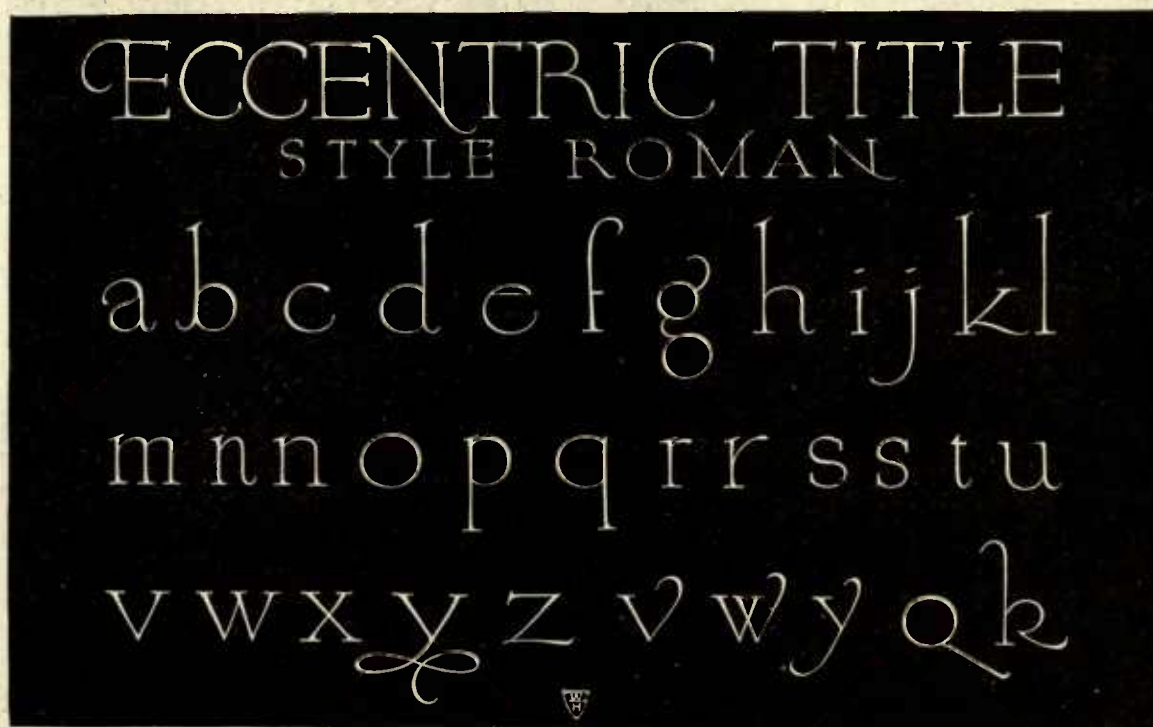 ECCENTRIC TITLE
STYLE ROMAN
a b c d e f g h i j k l
m n n o p q r r s s t u
v w x y z v w y Q k